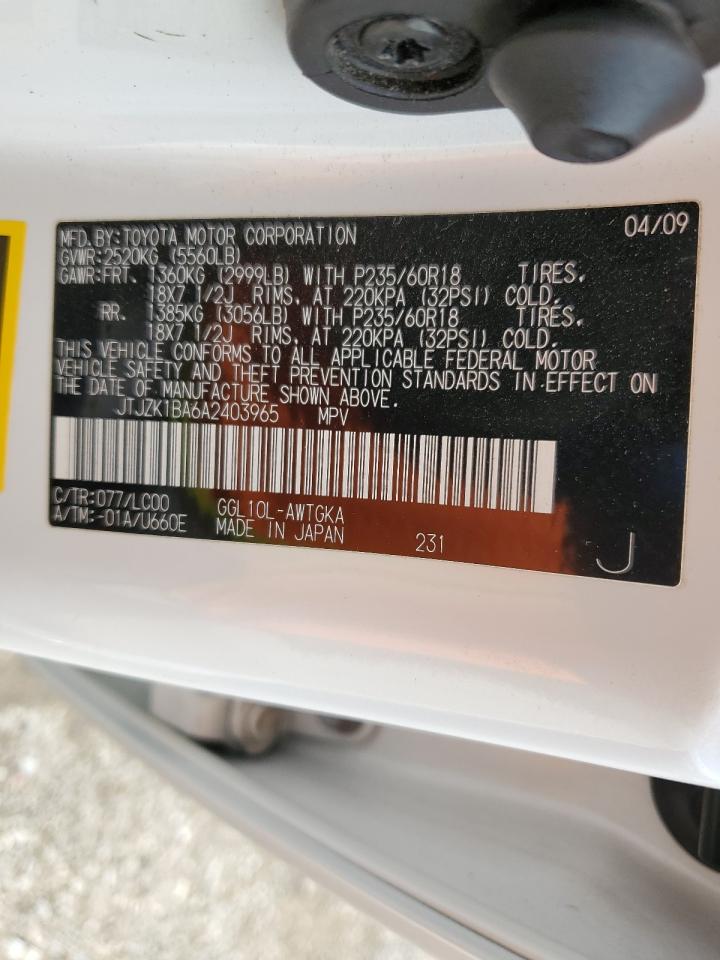 MFD.BY:TOYOTA MOTOR CORPORATION 04/09
GVWR:2520KG (5560LB)
GAWR:FRT. 1360KG (2999LB) WITH P235/60R18 TIRES.
18X7 1/2J RIMS, AT 220KPA (32PSI) COLD.
RR. 1385KG (3056LB) WITH P235/60R18 TIRES.
18X7 1/2J RIMS, AT 220KPA (32PSI) COLD.
THIS VEHICLE CONFORMS TO ALL APPLICABLE FEDERAL MOTOR
VEHICLE SAFETY AND THEFT PREVENTION STANDARDS IN EFFECT ON
THE DATE OF MANUFACTURE SHOWN ABOVE.
JTJZK1BA6A2403965 MPV
C/TR:077/LC00 GGL10L-AWTGKA
A/TM:-01A/U660E MADE IN JAPAN 231 J